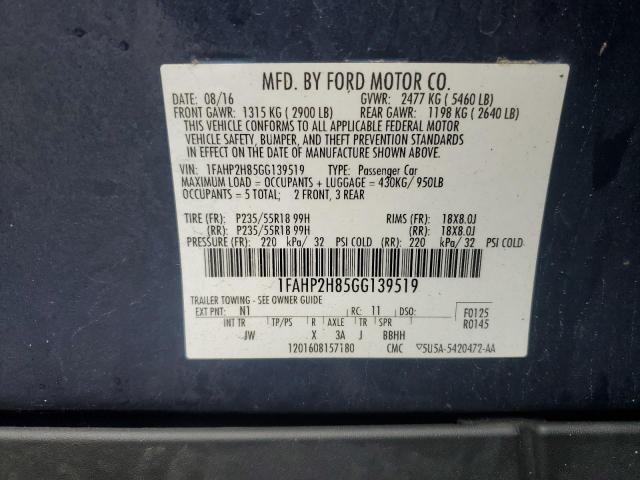 MFD. BY FORD MOTOR CO.
DATE: 08/16 GVWR: 2477 KG ( 5460 LB)
FRONT GAWR: 1315 KG ( 2900 LB) REAR GAWR: 1198 KG ( 2640 LB)
THIS VEHICLE CONFORMS TO ALL APPLICABLE FEDERAL MOTOR
VEHICLE SAFETY, BUMPER, AND THEFT PREVENTION STANDARDS
IN EFFECT ON THE DATE OF MANUFACTURE SHOWN ABOVE.
VIN: 1FAHP2H85GG139519 TYPE: Passenger Car
MAXIMUM LOAD = OCCUPANTS + LUGGAGE = 430KG/ 950LB
OCCUPANTS = 5 TOTAL; 2 FRONT, 3 REAR
TIRE (FR): P235/55R18 99H RIMS (FR): 18X8.0J
(RR): P235/55R18 99H (RR): 18X8.0J
PRESSURE (FR): 220 kPa/ 32 PSI COLD (RR): 220 kPa/ 32 PSI COLD
1FAHP2H85GG139519
TRAILER TOWING - SEE OWNER GUIDE
EXT PNT: N1 RC: 11 DSO: F0125
INT TR TP/PS R AXLE TR SPR R0145
JW X 3A J BBHH
1201608157180 CMC ▽5U5A-5420472-AA